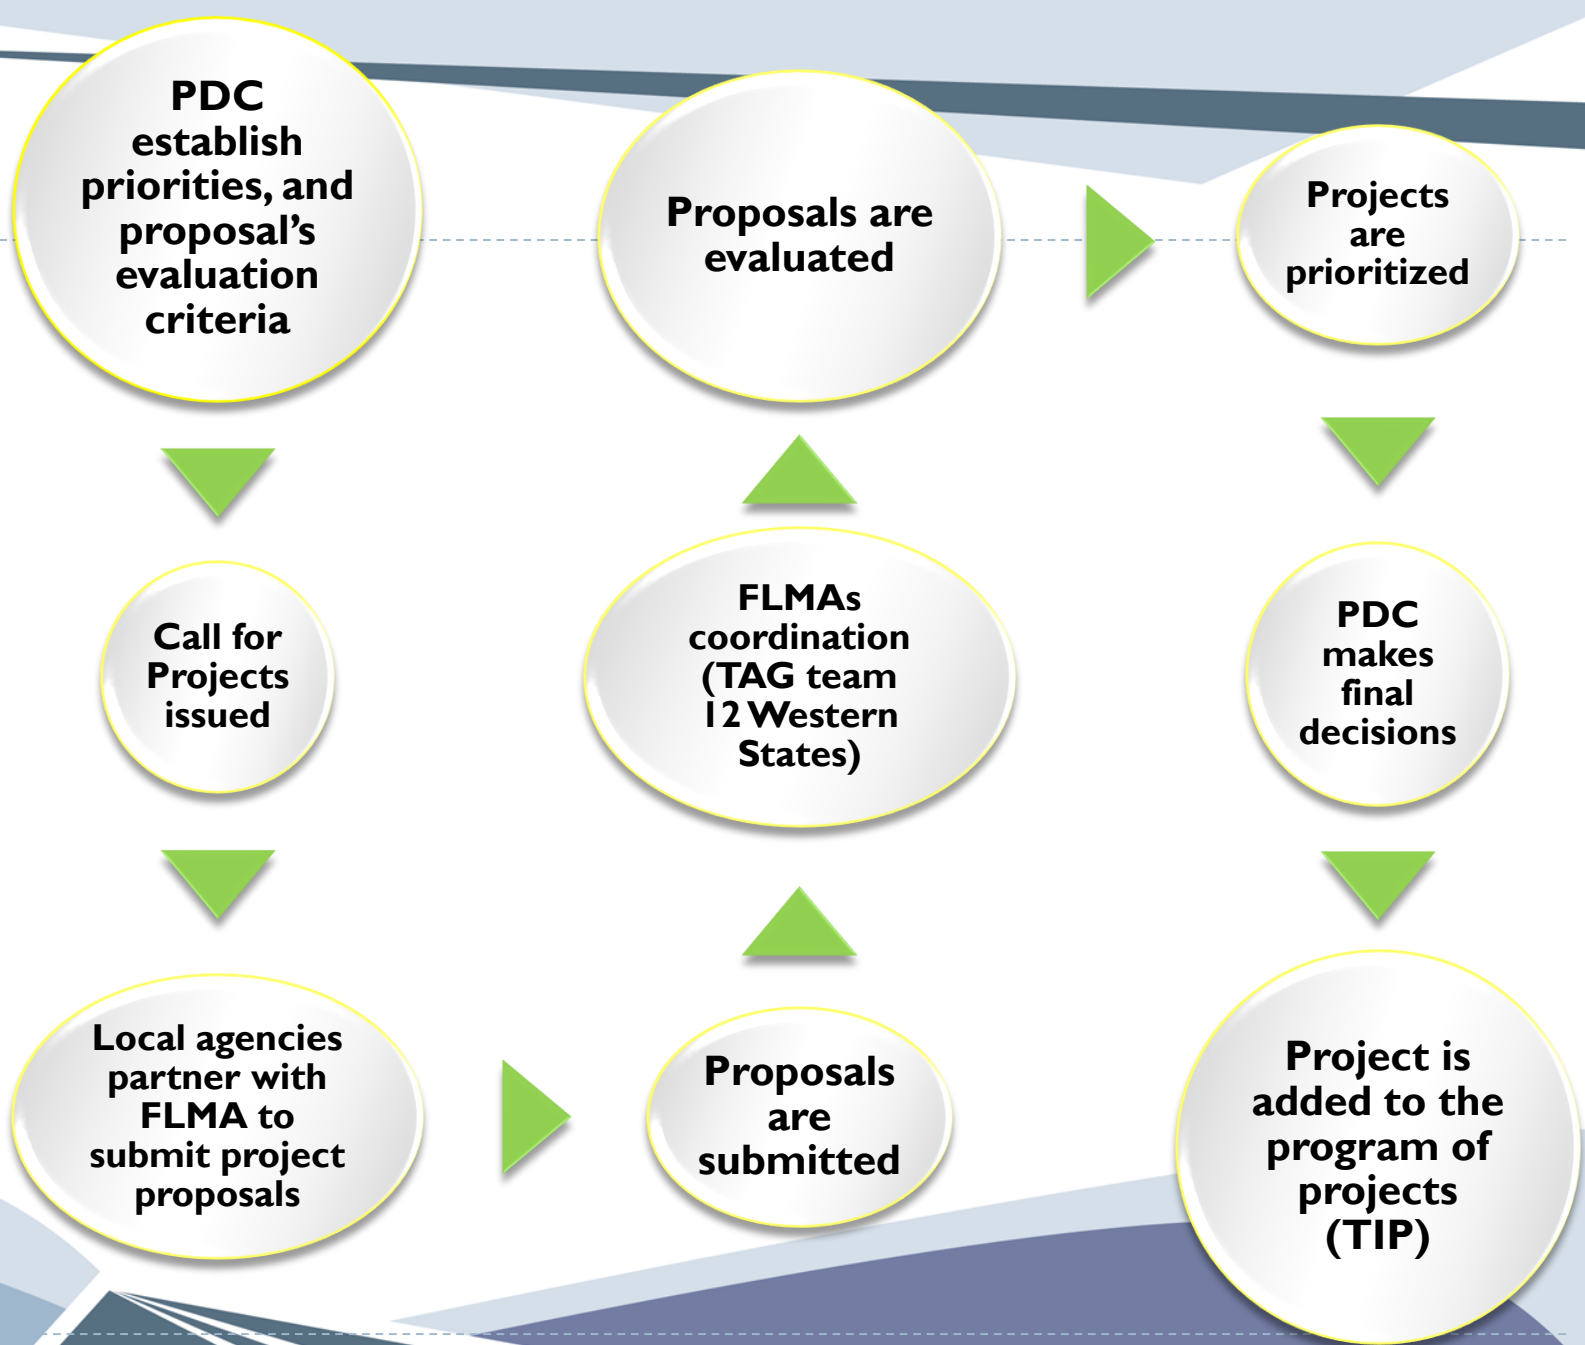 PDC
establish
priorities, and
proposal’s
evaluation
criteria
Call for
Projects
issued
Local agencies
partner with
FLMA to
submit project
proposals
Proposals
are
submitted
FLMAs
coordination
(TAG team
12 Western
States)
Proposals are
evaluated
Projects
are
prioritized
PDC
makes
final
decisions
Project is
added to the
program of
projects
(TIP)